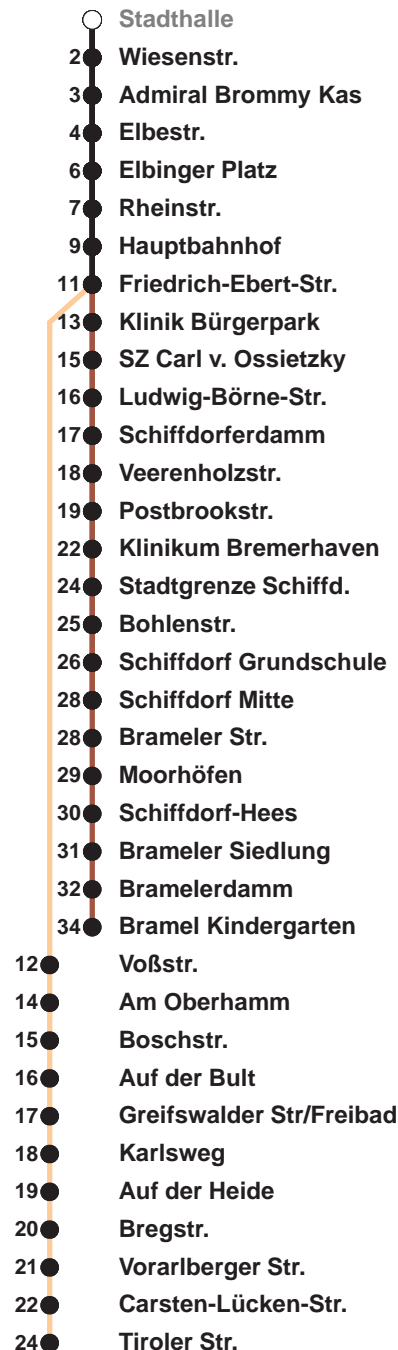 Stadthalle
2 Wiesenstr.
3 Admiral Brommy Kas
4 Elbestr.
6 Elbinger Platz
7 Rheinstr.
9 Hauptbahnhof
11 Friedrich-Ebert-Str.
13 Klinik Bürgerpark
15 SZ Carl v. Ossietzky
16 Ludwig-Börne-Str.
17 Schiffdorferdamm
18 Veerenholzstr.
19 Postbrookstr.
22 Klinikum Bremerhaven
24 Stadtgrenze Schiffd.
25 Bohlenstr.
26 Schiffdorf Grundschule
28 Schiffdorf Mitte
28 Brameler Str.
29 Moorhöfen
30 Schiffdorf-Hees
31 Brameler Siedlung
32 Bramelerdamm
34 Bramel Kindergarten
12 Voßstr.
14 Am Oberhamm
15 Boschstr.
16 Auf der Bult
17 Greifswalder Str/Freibad
18 Karlsweg
19 Auf der Heide
20 Bregstr.
21 Vorarlberger Str.
22 Carsten-Lücken-Str.
24 Tiroler Str.